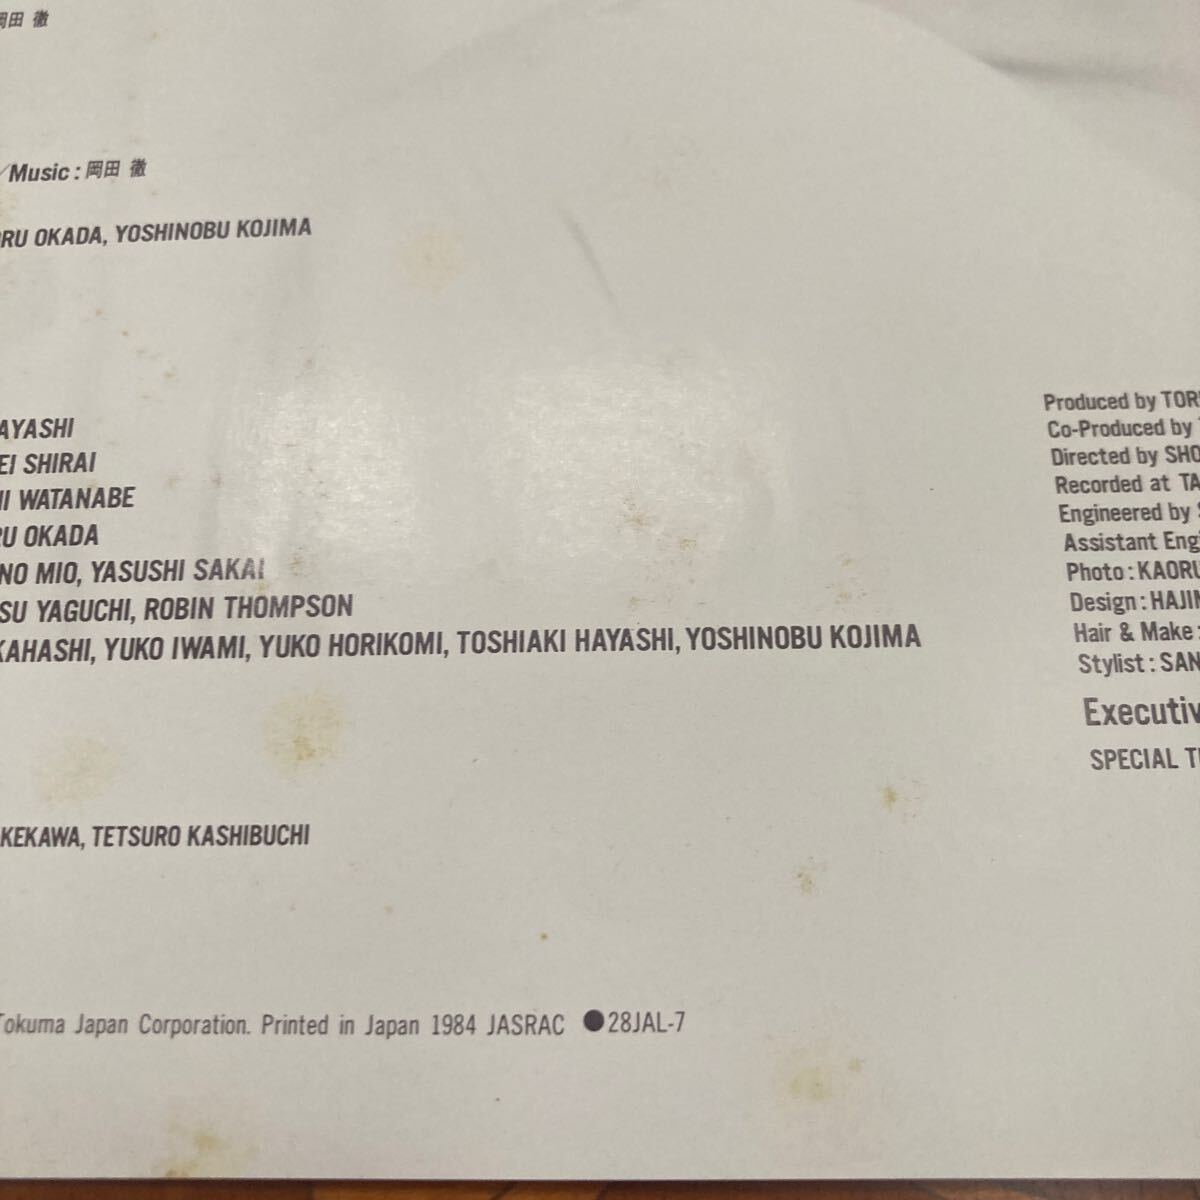 岡田 徹
/Music : 岡田 徹
RU OKADA, YOSHINOBU KOJIMA
AYASHI
EI SHIRAI
HI WATANABE
RU OKADA
NO MIO, YASUSHI SAKAI
SU YAGUCHI, ROBIN THOMPSON
KAHASHI, YUKO IWAMI, YUKO HORIKOMI, TOSHIAKI HAYASHI, YOSHINOBU KOJIMA
KEKAWA, TETSURO KASHIBUCHI
Produced by TOR
Co-Produced by
Directed by SHO
Recorded at TA
Engineered by S
Assistant Eng
Photo : KAORU
Design : HAJIM
Hair & Make :
Stylist : SAN
Executiv
SPECIAL T
Tokuma Japan Corporation. Printed in Japan 1984 JASRAC ●28JAL-7